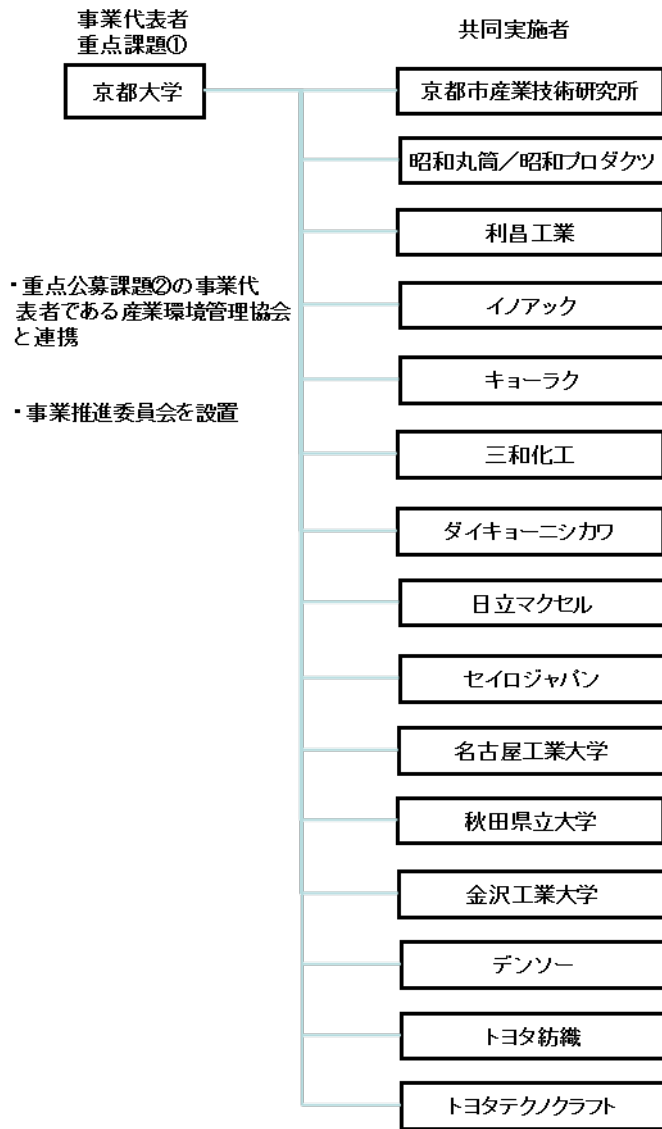 事業代表者
重点課題①
京都大学
・重点公募課題②の事業代
表者である産業環境管理協会
と連携
・事業推進委員会を設置
共同実施者
京都市産業技術研究所
昭和丸筒／昭和プロダクツ
利昌工業
イノアック
キョーラク
三和化工
ダイキョーニシカワ
日立マクセル
セイロジャパン
名古屋工業大学
秋田県立大学
金沢工業大学
デンソー
トヨタ紡織
トヨタテクノクラフト